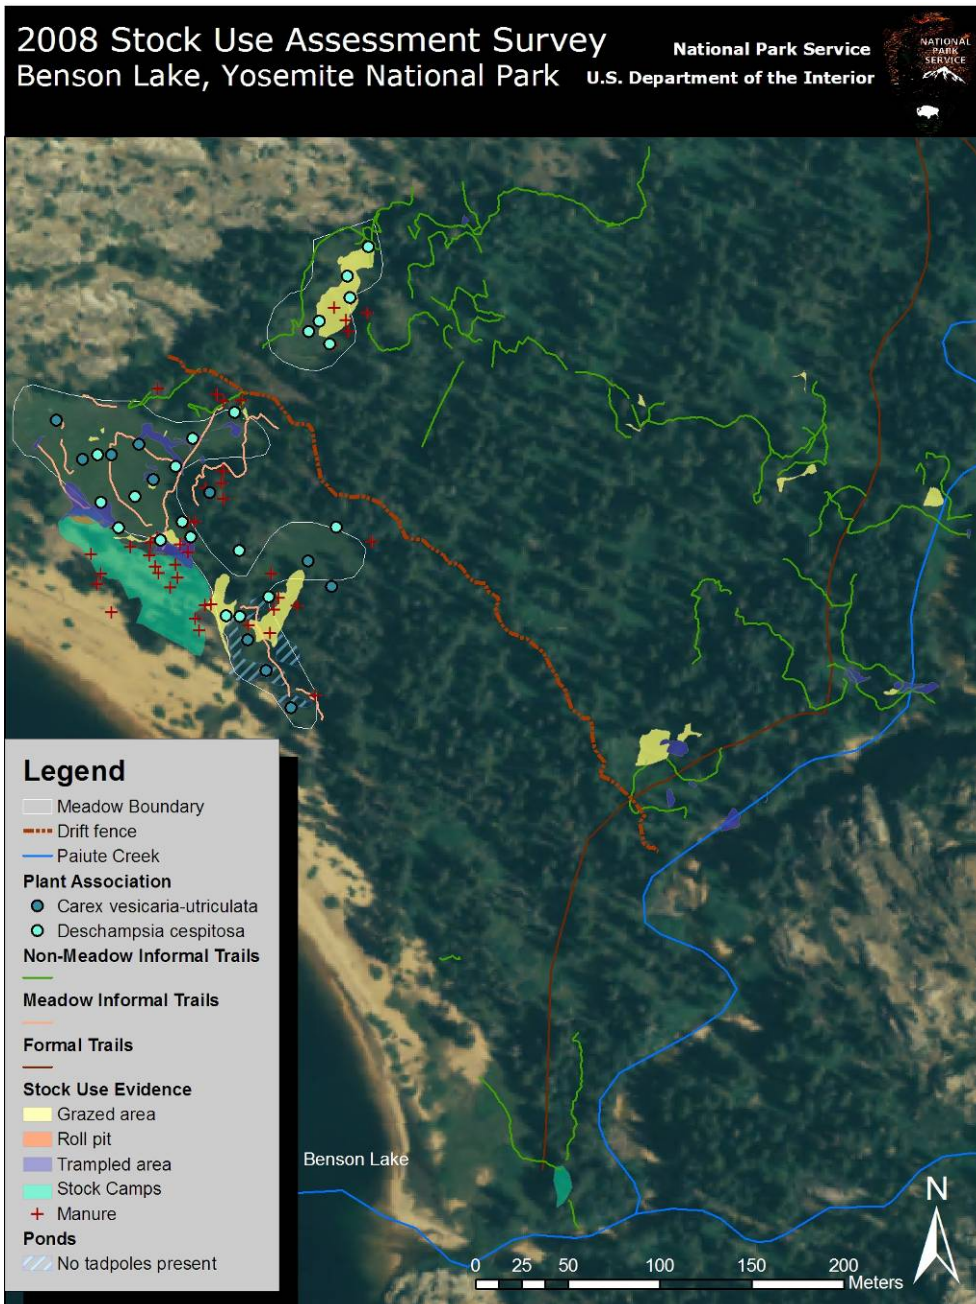 2008 Stock Use Assessment Survey
Benson Lake, Yosemite National Park
National Park Service
U.S. Department of the Interior
NATIONAL
PARK
SERVICE
Legend
Meadow Boundary
Drift fence
Paiute Creek
Plant Association
Carex vesicaria-utriculata
Deschampsia cespitosa
Non-Meadow Informal Trails
Meadow Informal Trails
Formal Trails
Stock Use Evidence
Grazed area
Roll pit
Trampled area
Stock Camps
Manure
Ponds
No tadpoles present
Benson Lake
N
0 25 50 100 150 200
Meters